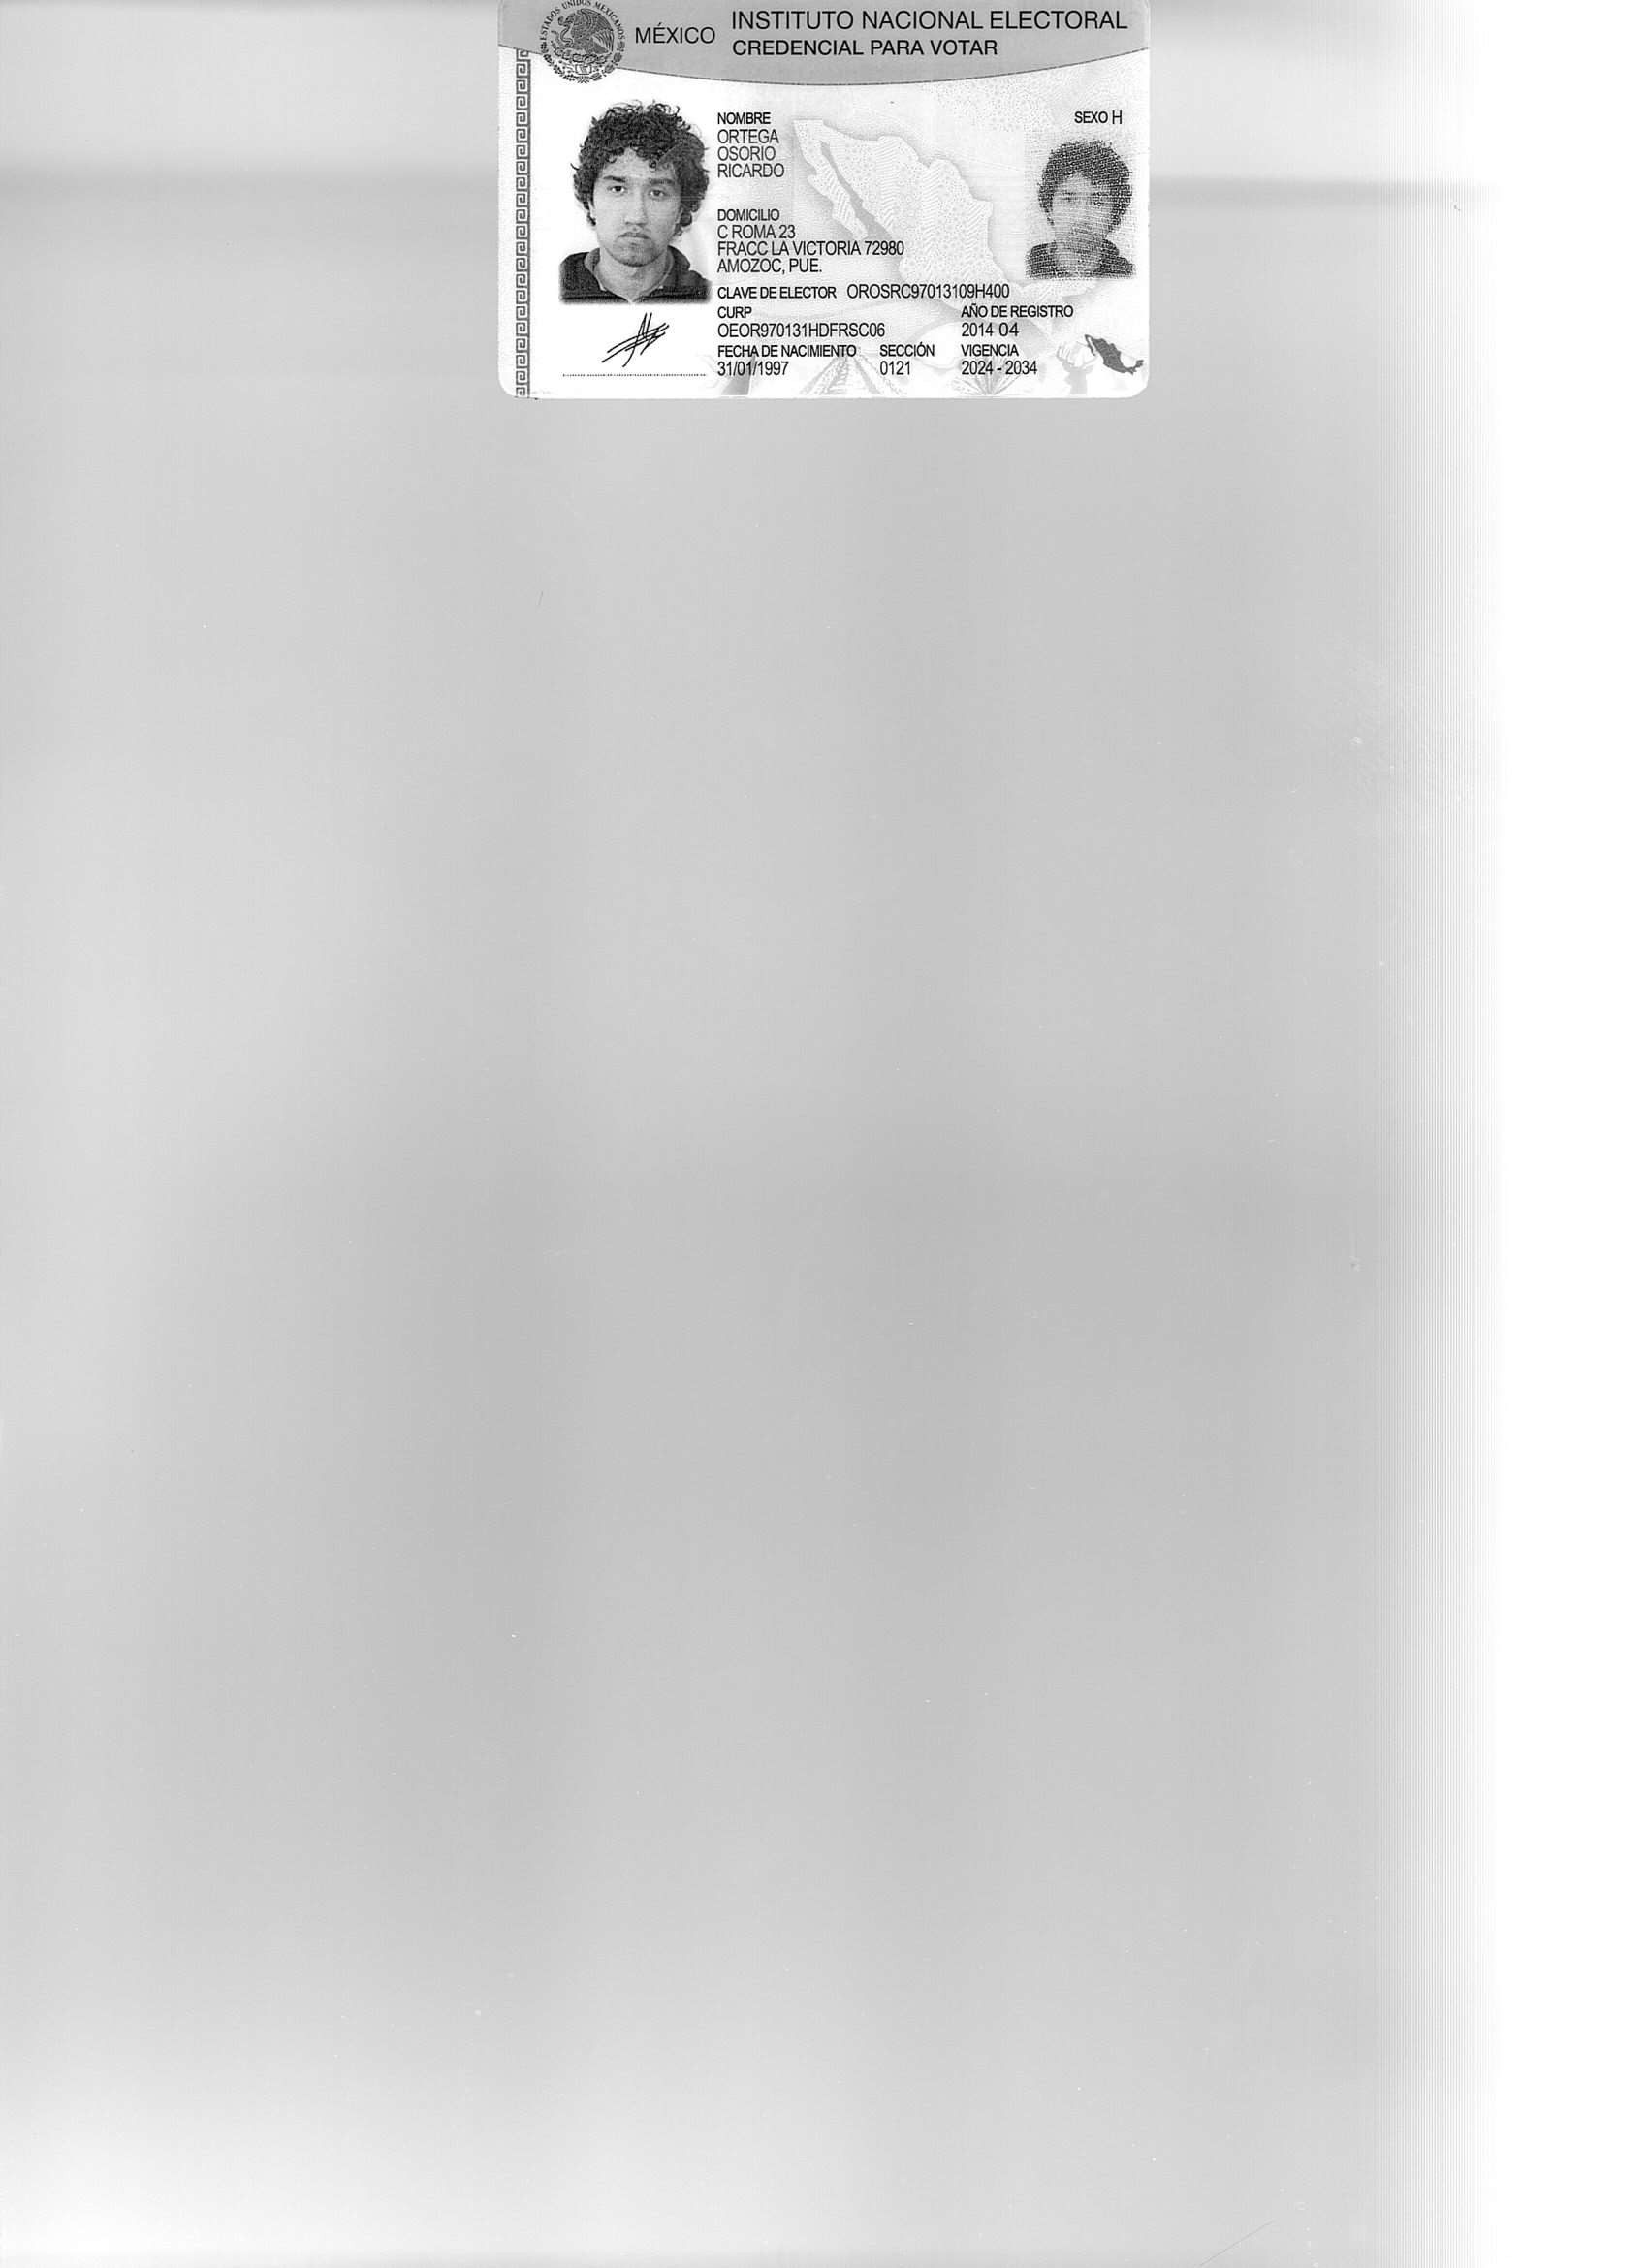 ESTADOS UNIDOS MEXICANOS
MÉXICO
INSTITUTO NACIONAL ELECTORAL
CREDENCIAL PARA VOTAR
NOMBRE
ORTEGA
OSORIO
RICARDO
SEXO H
DOMICILIO
C ROMA 23
FRACC LA VICTORIA 72980
AMOZOC, PUE.
CLAVE DE ELECTOR OROSRC97013109H400
CURP
OEOR970131HDFRSC06
AÑO DE REGISTRO
2014 04
FECHA DE NACIMIENTO
31/01/1997
SECCIÓN
0121
VIGENCIA
2024 - 2034